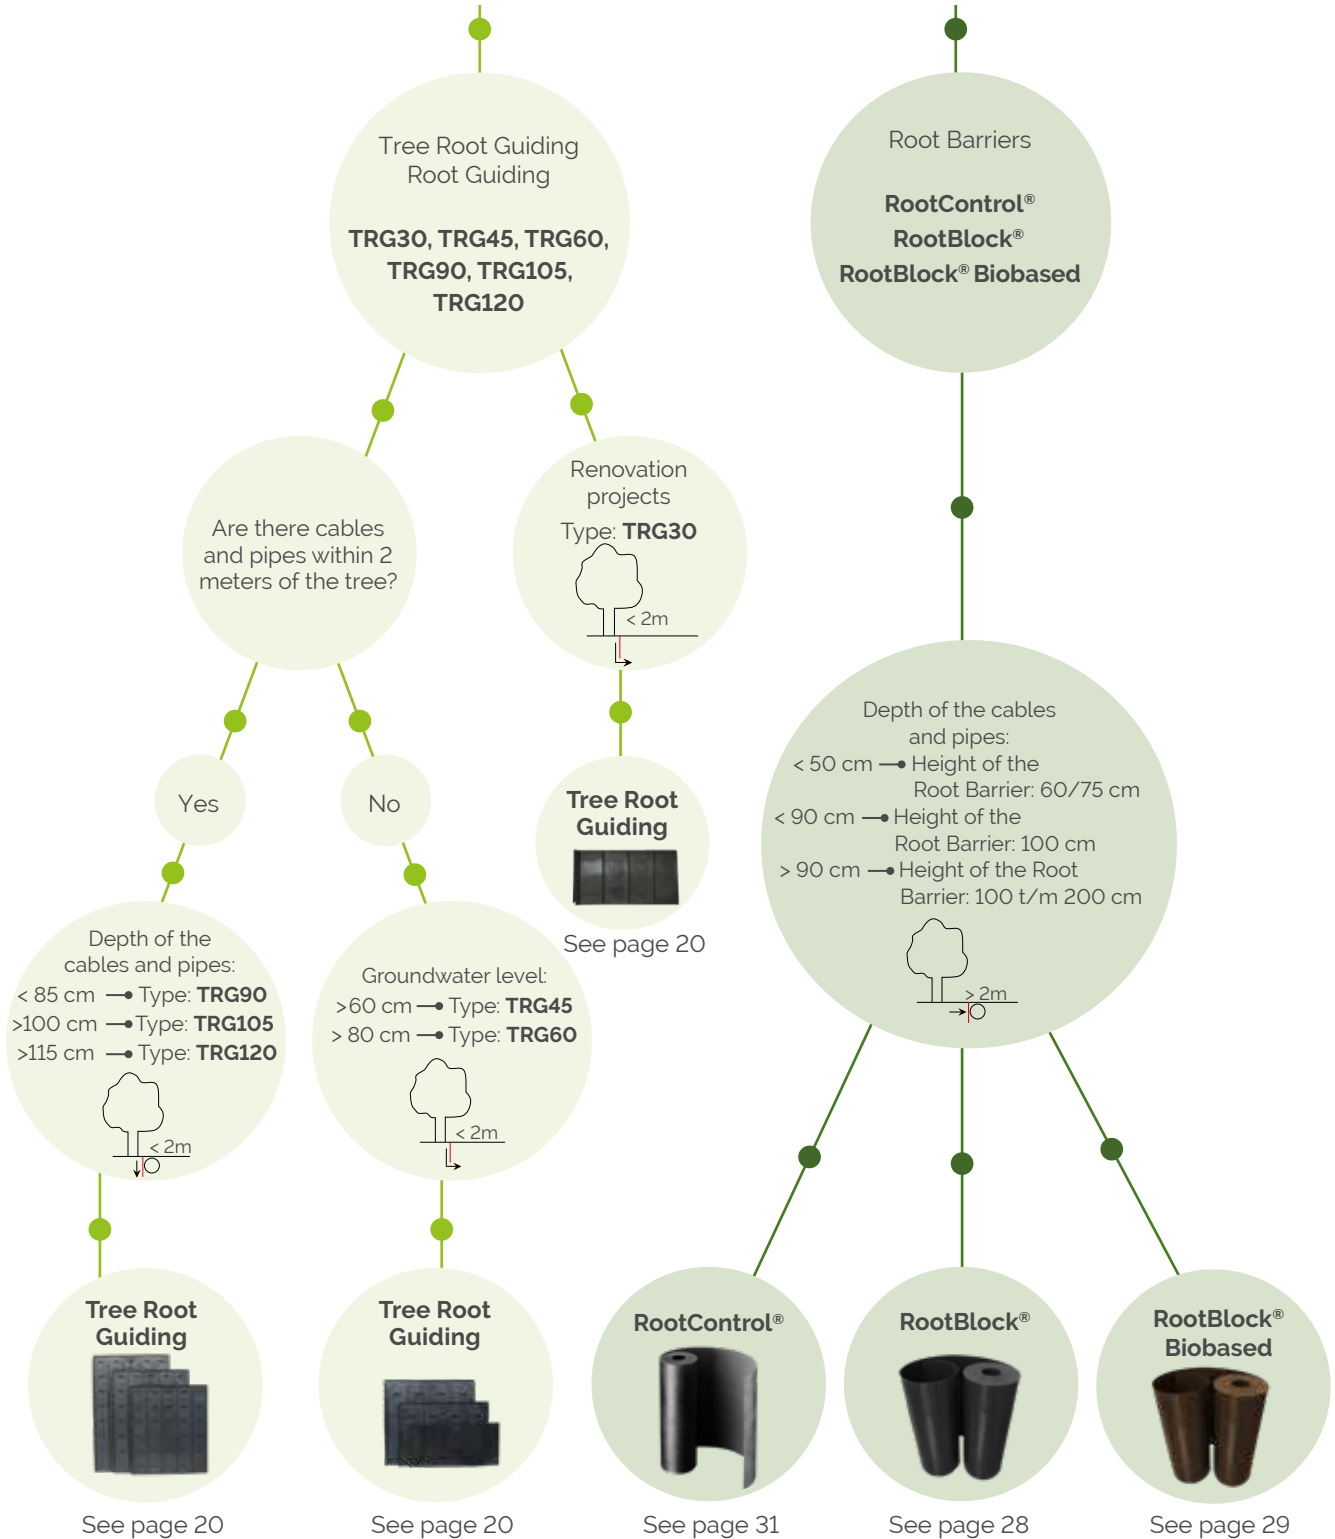 Tree Root Guiding
Root Guiding
TRG30, TRG45, TRG60,
TRG90, TRG105,
TRG120
Root Barriers
RootControl®
RootBlock®
RootBlock® Biobased
Are there cables
and pipes within 2
meters of the tree?
Renovation
projects
Type: TRG30
< 2m
Yes
No
Tree Root
Guiding
See page 20
Depth of the cables
and pipes:
< 50 cm Height of the
Root Barrier: 60/75 cm
< 90 cm Height of the
Root Barrier: 100 cm
> 90 cm Height of the Root
Barrier: 100 t/m 200 cm
> 2m
Depth of the
cables and pipes:
< 85 cm Type: TRG90
>100 cm Type: TRG105
>115 cm Type: TRG120
< 2m
Groundwater level:
>60 cm Type: TRG45
> 80 cm Type: TRG60
< 2m
Tree Root
Guiding
See page 20
Tree Root
Guiding
See page 20
RootControl®
See page 31
RootBlock®
See page 28
RootBlock®
Biobased
See page 29